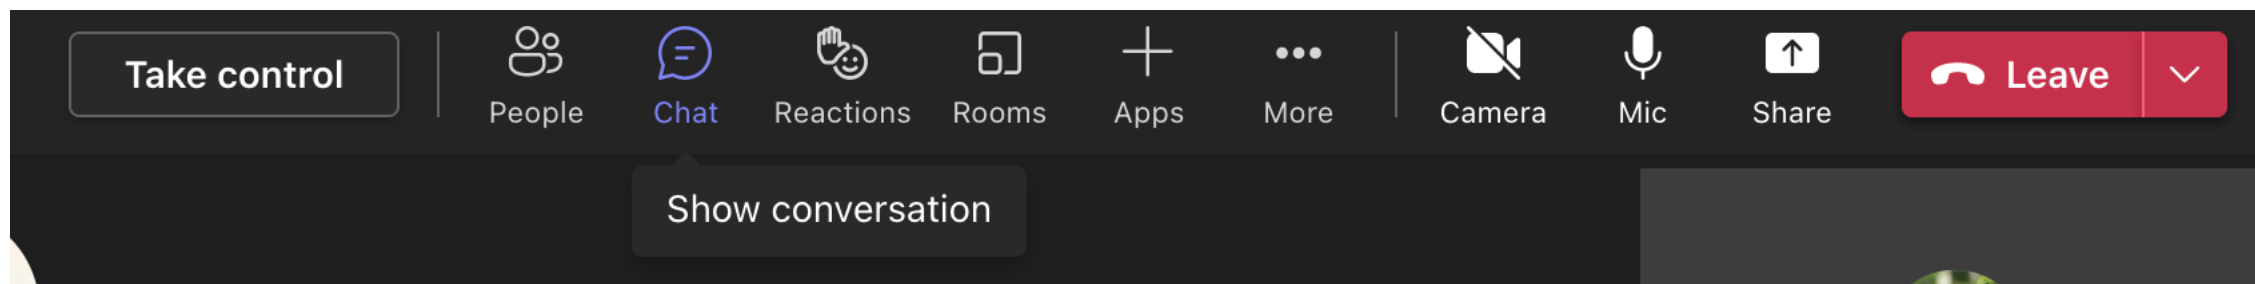 Take control
People
Chat
Reactions
Rooms
Apps
More
Camera
Mic
Share
Leave
Show conversation